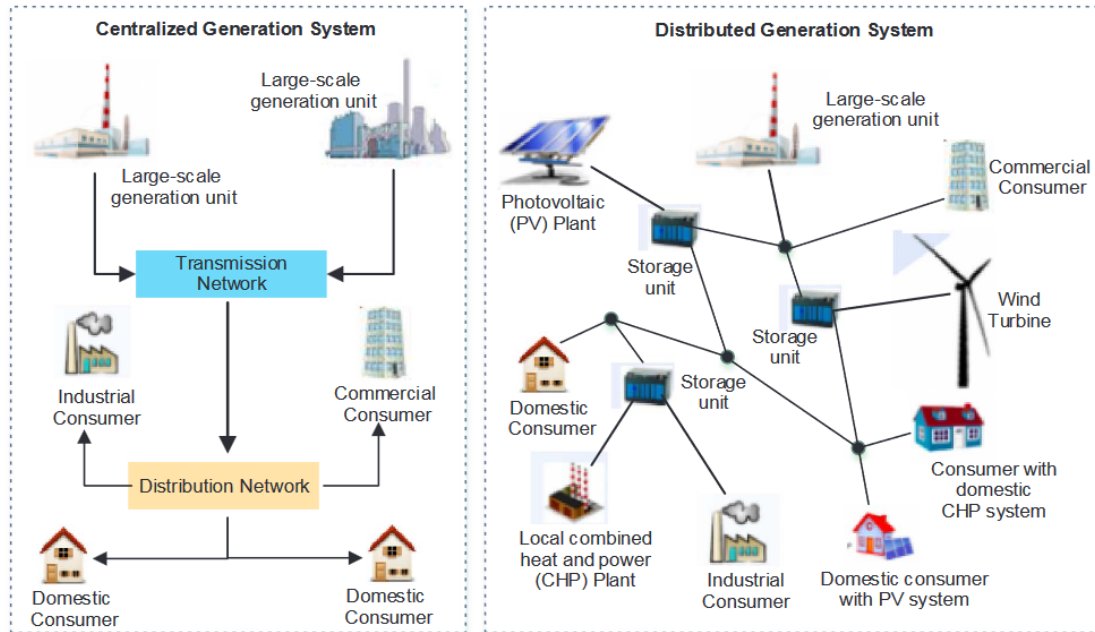 Centralized Generation System
Large-scale
generation unit
Large-scale
generation unit
Transmission
Network
Industrial
Consumer
Commercial
Consumer
Distribution Network
Domestic
Consumer
Domestic
Consumer
Distributed Generation System
Large-scale
generation unit
Commercial
Consumer
Photovoltaic
(PV) Plant
Storage
unit
Wind
Turbine
Storage
unit
Domestic
Consumer
Storage
unit
Consumer with
domestic
CHP system
Local combined
heat and power
(CHP) Plant
Industrial
Consumer
Domestic consumer
with PV system